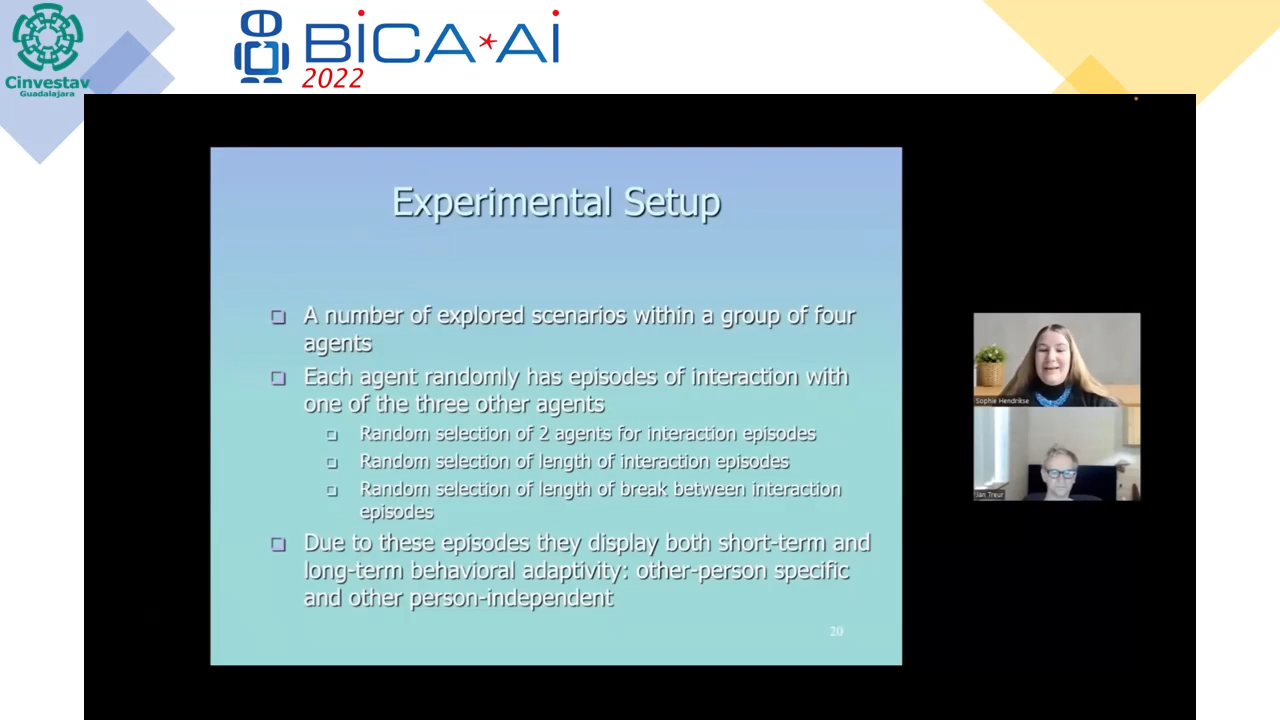 Cinvestav
Guadalajara
BiCA*Ai
2022
Experimental Setup
A number of explored scenarios within a group of four
agents
Each agent randomly has episodes of interaction with
one of the three other agents
Random selection of 2 agents for interaction episodes
Random selection of length of interaction episodes
Random selection of length of break between interaction
episodes
Due to these episodes they display both short-term and
long-term behavioral adaptivity: other-person specific
and other person-independent
20
Sophie Hendrikse
Jan Treur